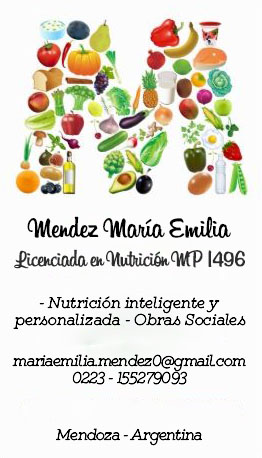 Mendez María Emilia
Licenciada en Nutrición MP 1496
- Nutrición inteligente y
personalizada - Obras Sociales
mariaemilia.mendez0@gmail.com
0223 - 155279093
Mendoza - Argentina